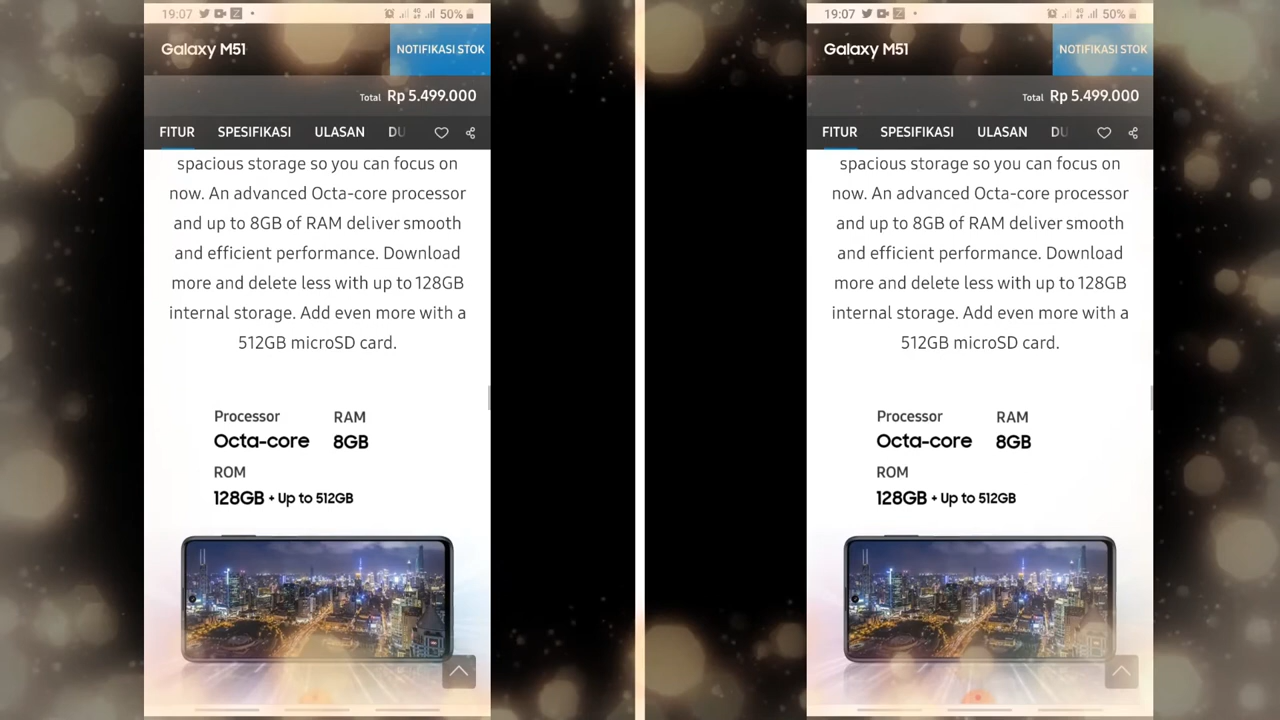 19:07 50%
Galaxy M51
NOTIFIKASI STOK
Total Rp 5.499.000
FITUR SPESIFIKASI ULASAN DU
spacious storage so you can focus on
now. An advanced Octa-core processor
and up to 8GB of RAM deliver smooth
and efficient performance. Download
more and delete less with up to 128GB
internal storage. Add even more with a
512GB microSD card.
Processor RAM
Octa-core 8GB
ROM
128GB + Up to 512GB
19:07 50%
Galaxy M51
NOTIFIKASI STOK
Total Rp 5.499.000
FITUR SPESIFIKASI ULASAN DU
spacious storage so you can focus on
now. An advanced Octa-core processor
and up to 8GB of RAM deliver smooth
and efficient performance. Download
more and delete less with up to 128GB
internal storage. Add even more with a
512GB microSD card.
Processor RAM
Octa-core 8GB
ROM
128GB + Up to 512GB